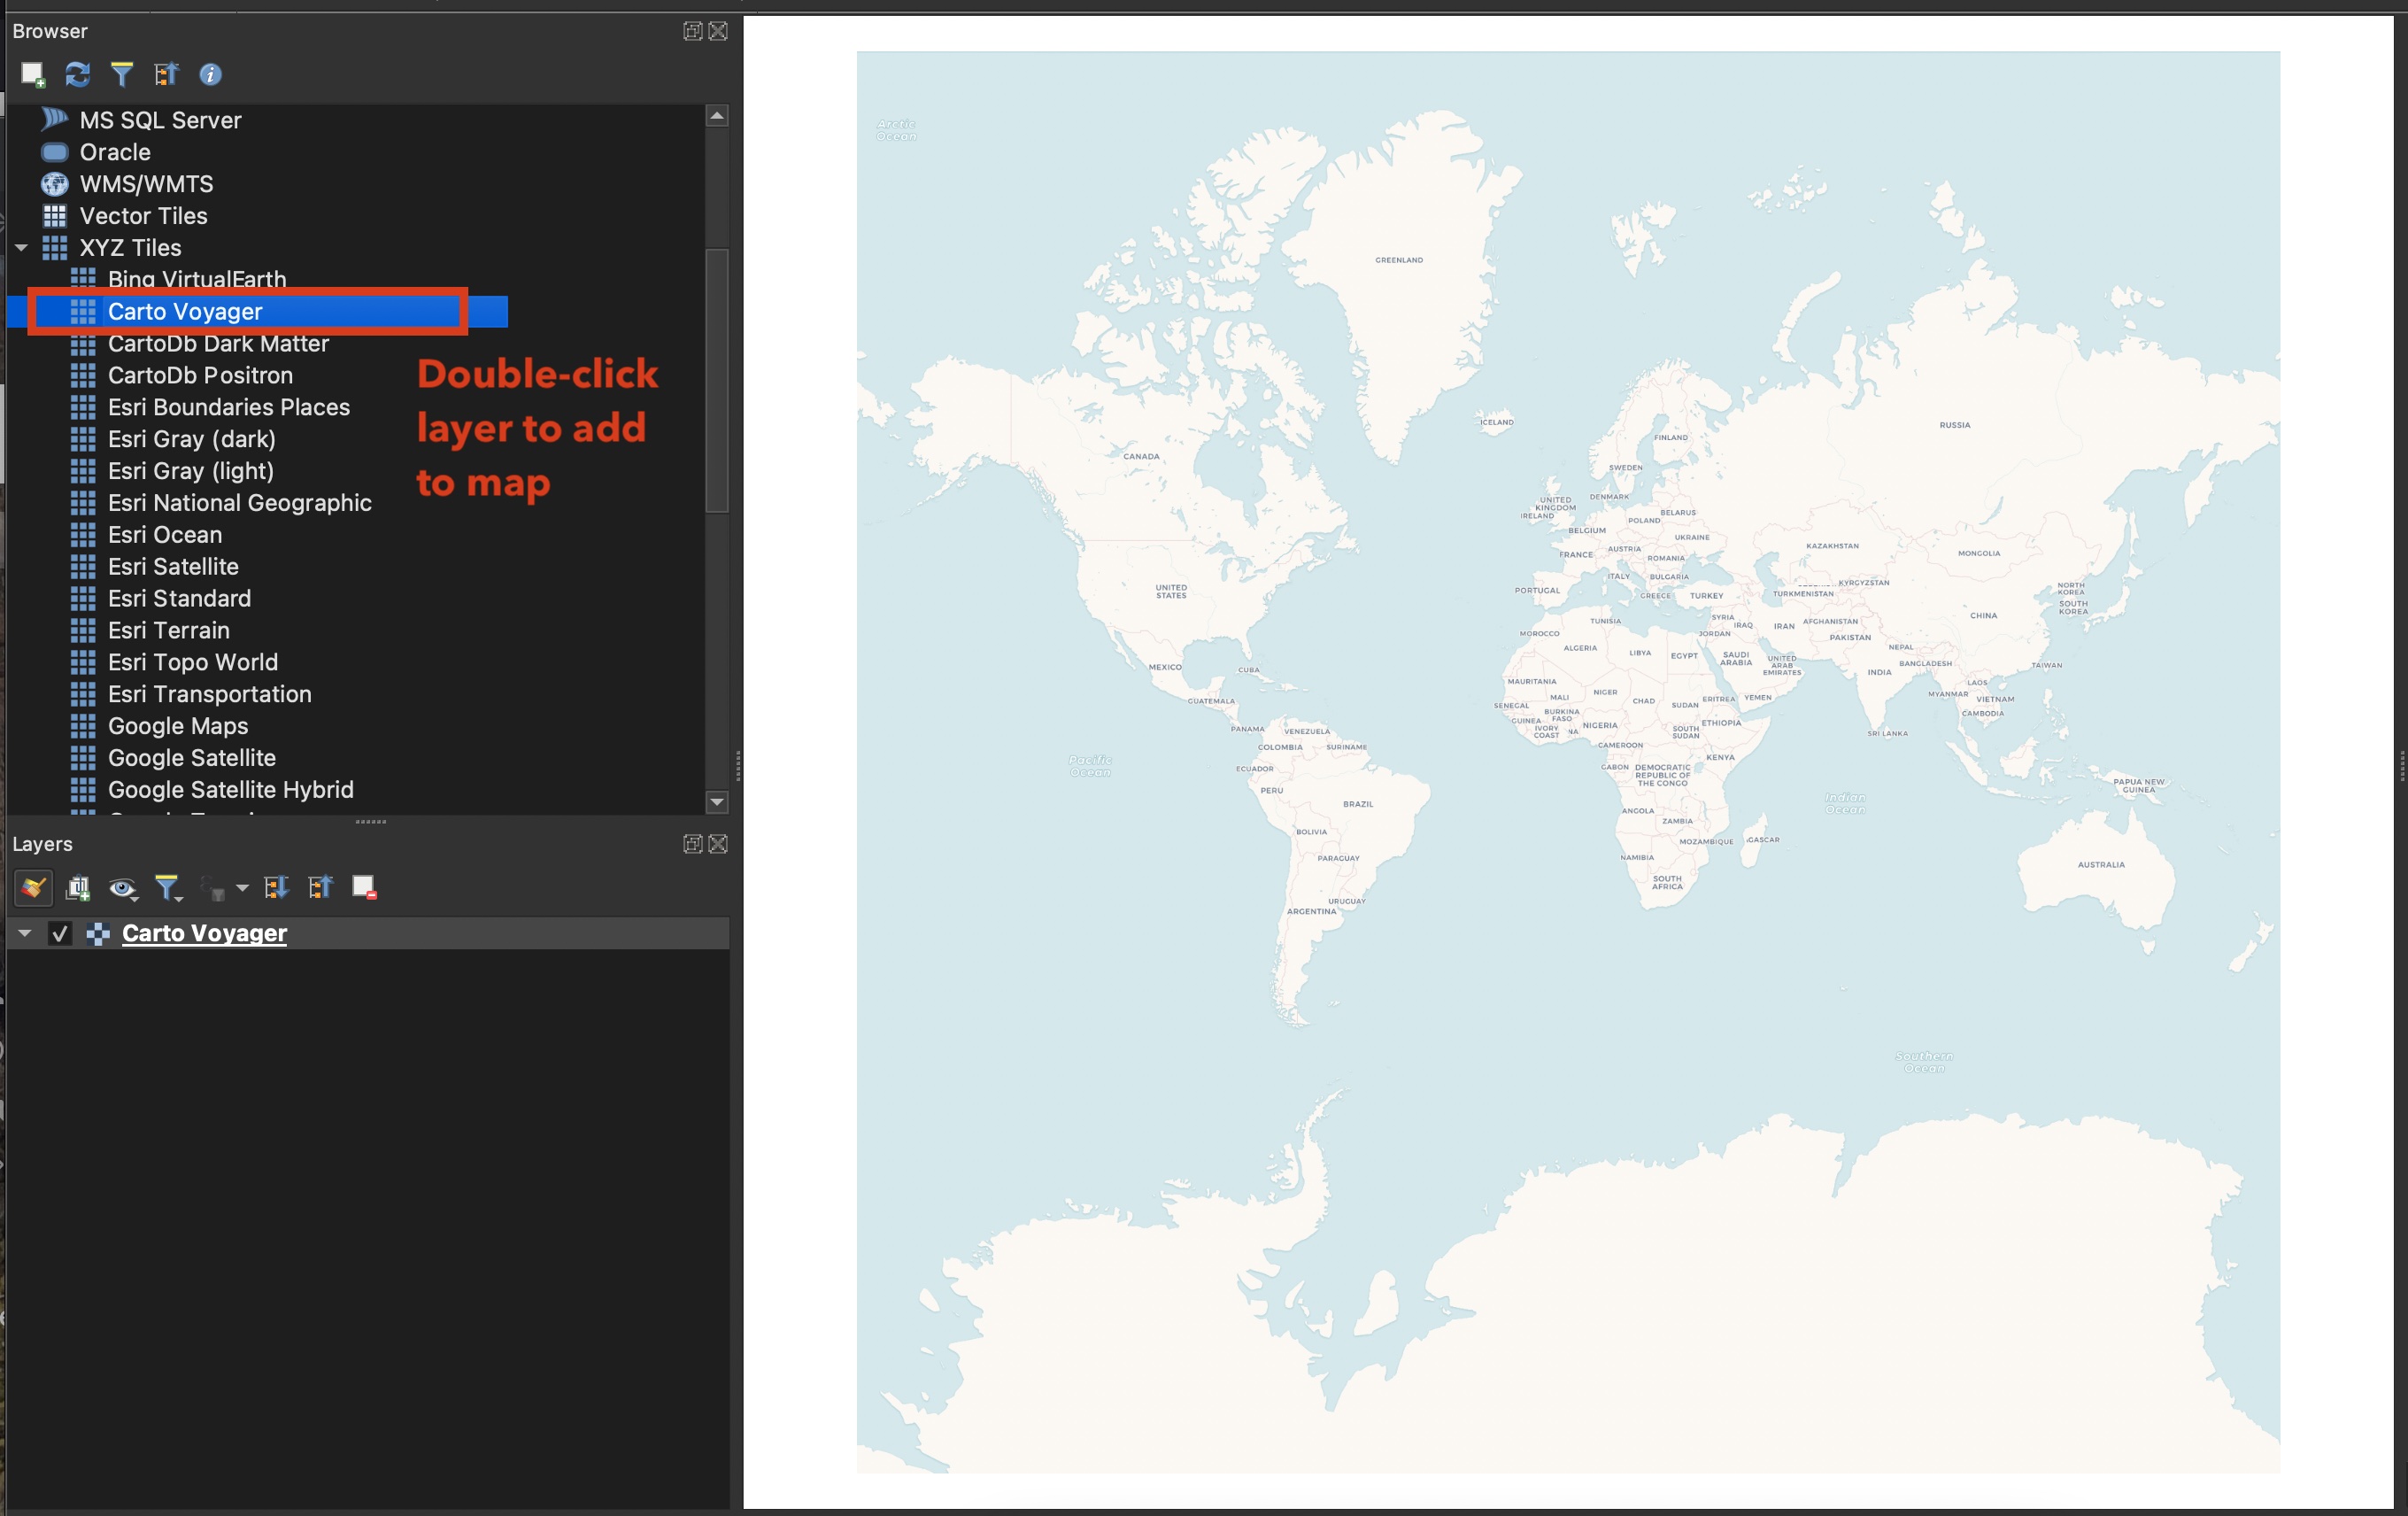 Browser
MS SQL Server
Oracle
WMS/WMTS
Vector Tiles
XYZ Tiles
Bing VirtualEarth
Carto Voyager
CartoDb Dark Matter
CartoDb Positron
Esri Boundaries Places
Esri Gray (dark)
Esri Gray (light)
Esri National Geographic
Esri Ocean
Esri Satellite
Esri Standard
Esri Terrain
Esri Topo World
Esri Transportation
Google Maps
Google Satellite
Google Satellite Hybrid
Double-click
layer to add
to map
Layers
Carto Voyager
Arctic
Ocean
GREENLAND
ICELAND
CANADA
RUSSIA
FINLAND
SWEDEN
DENMARK
UNITED
KINGDOM
IRELAND
BELARUS
POLAND
BELGIUM
UKRAINE
AUSTRIA
FRANCE
ROMANIA
KAZAKHSTAN
MONGOLIA
ITALY
BULGARIA
KYRGYZSTAN
PORTUGAL
GREECE
TURKEY
TURKMENISTAN
NORTH
KOREA
SOUTH
KOREA
UNITED
STATES
TUNISIA
SYRIA
IRAQ
IRAN
AFGHANISTAN
CHINA
MOROCCO
JORDAN
PAKISTAN
ALGERIA
LIBYA
EGYPT
SAUDI
ARABIA
UNITED
ARAB
EMIRATES
NEPAL
BANGLADESH
TAIWAN
MEXICO
CUBA
INDIA
MAURITANIA
MALI
NIGER
CHAD
SUDAN
ERITREA
YEMEN
MYANMAR
LAOS
VIETNAM
GUATEMALA
SENEGAL
GUINEA
BURKINA
FASO
IVORY
COAST
NA
NIGERIA
SOUTH
SUDAN
ETHIOPIA
CAMBODIA
PANAMA
VENEZUELA
COLOMBIA
SURINAME
CAMEROON
SRI LANKA
Pacific
Ocean
ECUADOR
GABON
DEMOCRATIC
REPUBLIC OF
THE CONGO
KENYA
PERU
BRAZIL
Indian
Ocean
PAPUA NEW
GUINEA
ANGOLA
ZAMBIA
BOLIVIA
MOZAMBIQUE
GASCAR
PARAGUAY
NAMIBIA
AUSTRALIA
SOUTH
AFRICA
URUGUAY
ARGENTINA
Southern
Ocean